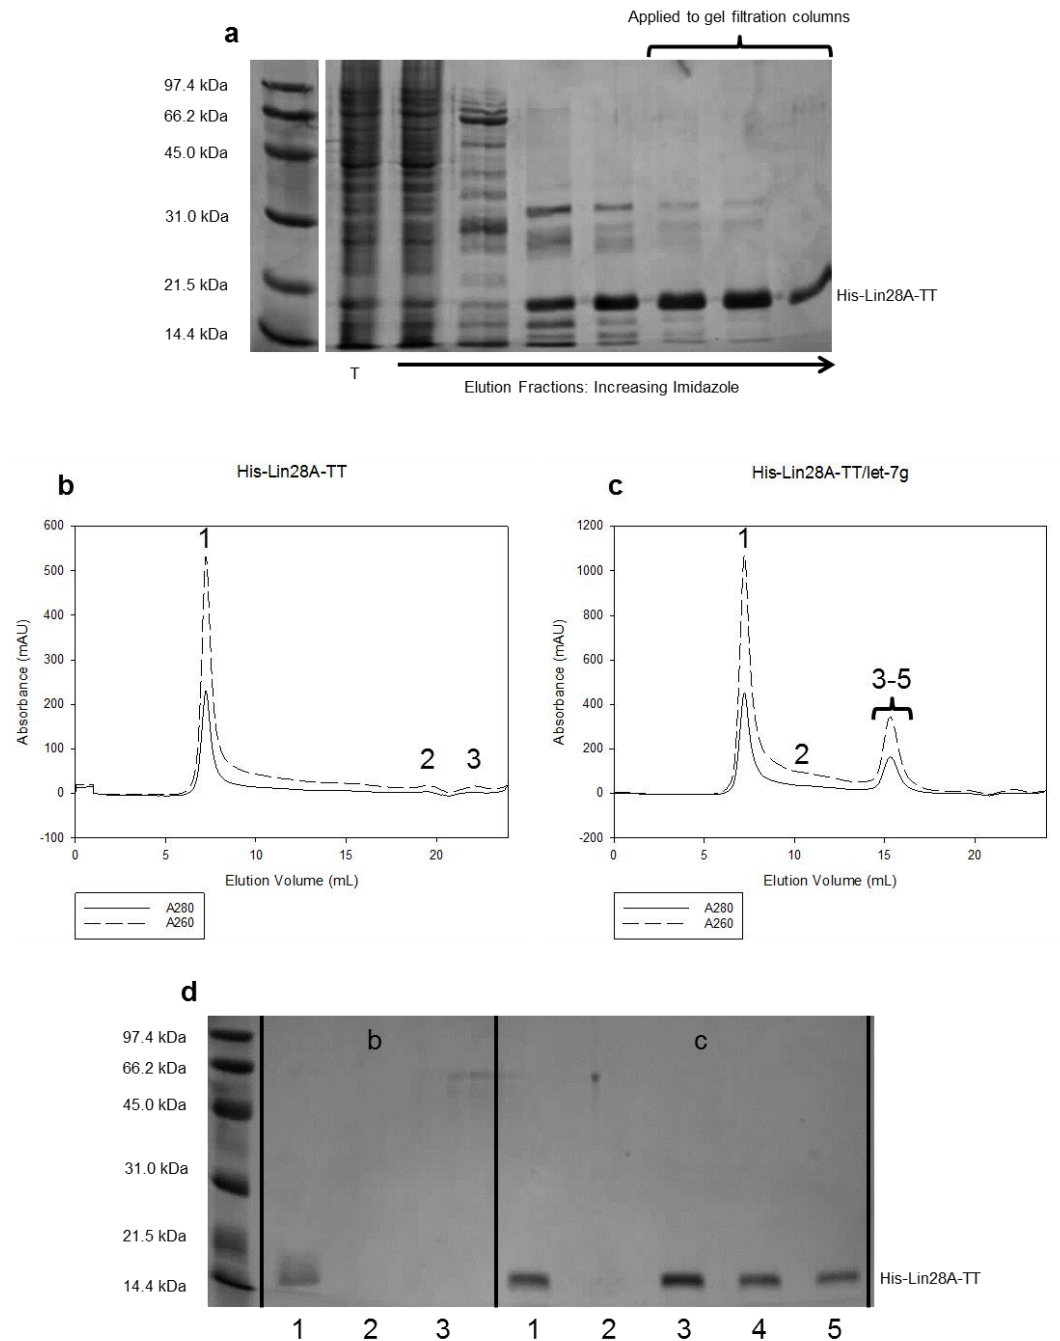 Applied to gel filtration columns
a
97.4 kDa
66.2 kDa
45.0 kDa
31.0 kDa
21.5 kDa
14.4 kDa
His-Lin28A-TT
T
Elution Fractions: Increasing Imidazole
b
His-Lin28A-TT
600
500
400
300
200
100
0
-100
Absorbance (mAU)
1
2
3
0
5
10
15
20
Elution Volume (mL)
A280
A260
c
His-Lin28A-TT/let-7g
1200
1000
800
600
400
200
0
-200
Absorbance (mAU)
1
2
3-5
0
5
10
15
20
Elution Volume (mL)
A280
A260
d
97.4 kDa
66.2 kDa
45.0 kDa
31.0 kDa
21.5 kDa
14.4 kDa
b
c
His-Lin28A-TT
1 2 3 1 2 3 4 5